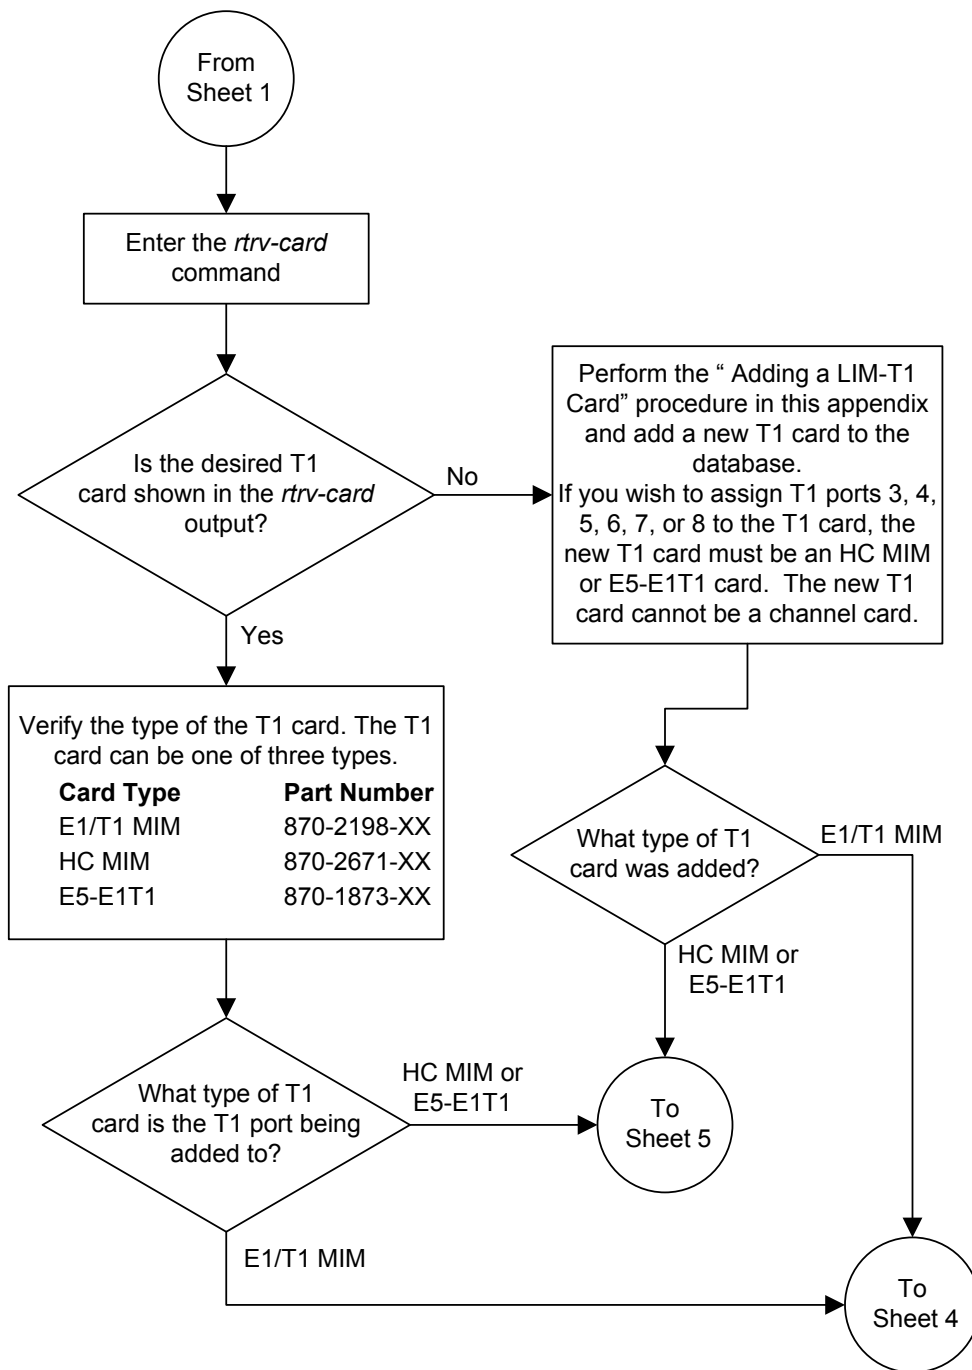 From
Sheet 1
Enter the rtrv-card
command
Is the desired T1
card shown in the rtrv-card
output?
No
Yes
Perform the “ Adding a LIM-T1
Card” procedure in this appendix
and add a new T1 card to the
database.
If you wish to assign T1 ports 3, 4,
5, 6, 7, or 8 to the T1 card, the
new T1 card must be an HC MIM
or E5-E1T1 card.  The new T1
card cannot be a channel card.
Verify the type of the T1 card. The T1
card can be one of three types.
Card Type Part Number
E1/T1 MIM 870-2198-XX
HC MIM 870-2671-XX
E5-E1T1 870-1873-XX
What type of T1
card was added?
E1/T1 MIM
HC MIM or
E5-E1T1
What type of T1
card is the T1 port being
added to?
HC MIM or
E5-E1T1
To
Sheet 5
E1/T1 MIM
To
Sheet 4